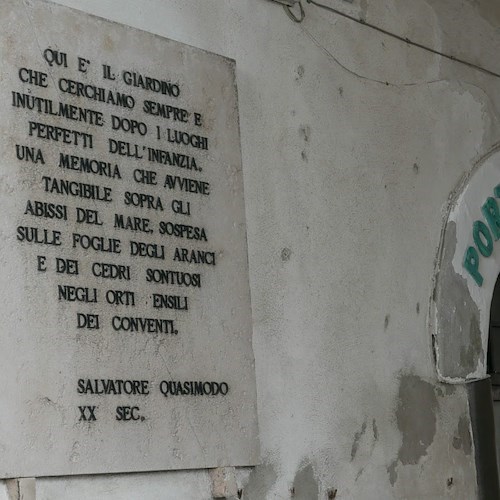 QUI E' IL GIARDINO
CHE CERCHIAMO SEMPRE E
INUTILMENTE DOPO I LUOGHI
PERFETTI DELL'INFANZIA.
UNA MEMORIA CHE AVVIENE
TANGIBILE SOPRA GLI
ABISSI DEL MARE, SOSPESA
SULLE FOGLIE DEGLI ARANCI
E DEI CEDRI SONTUOSI
NEGLI ORTI ENSILI
DEI CONVENTI.
SALVATORE QUASIMODO
XX SEC.